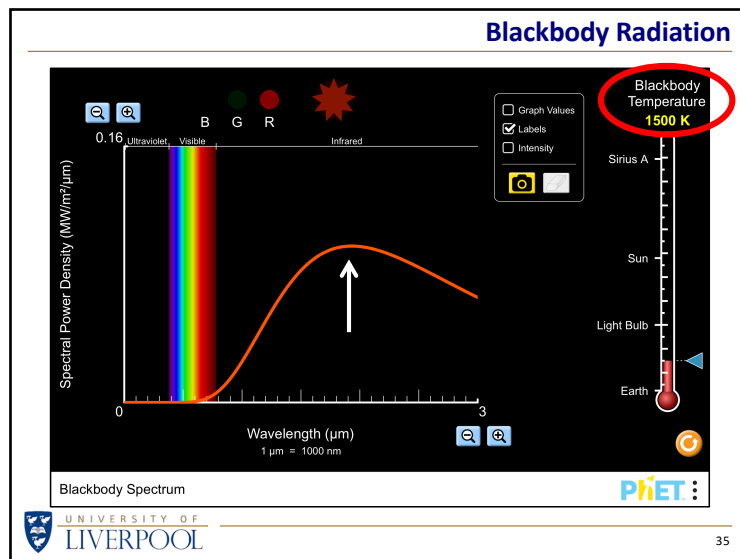 Blackbody Radiation
Blackbody
Temperature
1500 K
B G R
Graph Values
Labels
Intensity
0.16
Ultraviolet Visible Infrared
Spectral Power Density (MW/m²/µm)
Sirius A
Sun
Light Bulb
Earth
0 3
Wavelength (µm)
1 µm = 1000 nm
Blackbody Spectrum
PhET
UNIVERSITY OF
LIVERPOOL
35